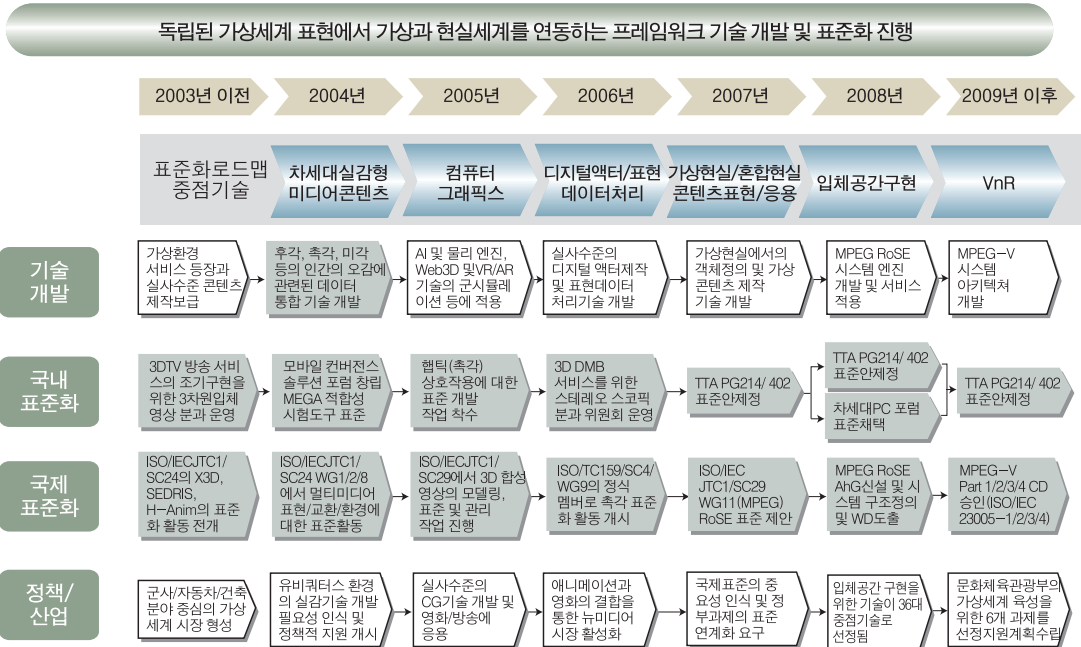 독립된 가상세계 표현에서 가상과 현실세계를 연동하는 프레임워크 기술 개발 및 표준화 진행
2003년 이전
2004년
2005년
2006년
2007년
2008년
2009년 이후
표준화로드맵
중점기술
차세대실감형
미디어콘텐츠
컴퓨터
그래픽스
디지털액터/표현
데이터처리
가상현실/혼합현실
콘텐츠표현/응용
입체공간구현
VnR
기술
개발
가상환경
서비스 등장과
실사수준 콘텐츠
제작보급
후각, 촉각, 미각
등의 인간의 오감에
관련된 데이터
통합 기술 개발
AI 및 물리 엔진,
Web3D 및VR/AR
기술의 군시뮬레
이션 등에 적용
실사수준의
디지털 액터제작
및 표현데이터
처리기술 개발
가상현실에서의
객체정의 및 가상
콘텐츠 제작
기술 개발
MPEG RoSE
시스템 엔진
개발 및 서비스
적용
MPEG-V
시스템
아키텍쳐
개발
국내
표준화
3DTV 방송 서비
스의 조기구현을
위한 3차원입체
영상 분과 운영
모바일 컨버전스
솔루션 포럼 창립
MEGA 적합성
시험도구 표준
햅틱(촉각)
상호작용에 대한
표준 개발
작업 착수
3D DMB
서비스를 위한
스테레오 스코픽
분과 위원회 운영
TTA PG214/ 402
표준안제정
TTA PG214/ 402
표준안제정
차세대PC 포럼
표준채택
TTA PG214/ 402
표준안제정
국제
표준화
ISO/IECJTC1/
SC24의 X3D,
SEDRIS,
H-Anim의 표준
화 활동 전개
ISO/IECJTC1/
SC24 WG1/2/8
에서 멀티미디어
표현/교환/환경에
대한 표준활동
ISO/IECJTC1/
SC29에서 3D 합성
영상의 모델링,
표준 및 관리
작업 진행
ISO/TC159/SC4/
WG9의 정식
멤버로 촉각 표준
화 활동 개시
ISO/IEC
JTC1/SC29
WG11(MPEG)
RoSE 표준 제안
MPEG RoSE
AhG신설 및 시
스템 구조정의
및 WD도출
MPEG-V
Part 1/2/3/4 CD
승인(ISO/IEC
23005-1/2/3/4)
정책/
산업
군사/자동차/건축
분야 중심의 가상
세계 시장 형성
유비쿼터스 환경
의 실감기술 개발
필요성 인식 및
정책적 지원 개시
실사수준의
CG기술 개발 및
영화/방송에
응용
애니메이션과
영화의 결합을
통한 뉴미디어
시장 활성화
국제표준의 중
요성 인식 및 정
부과제의 표준
연계화 요구
입체공간 구현을
위한 기술이 36대
중점기술로
선정됨
문화체육관광부의
가상세계 육성을
위한 6개 과제를
선정지원계획수립